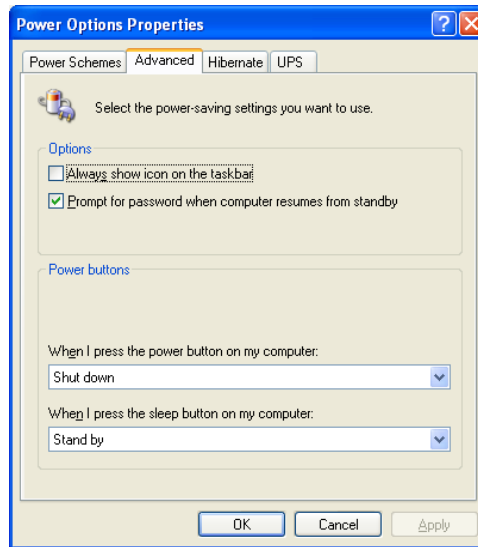 Power Options Properties
Power Schemes Advanced Hibernate UPS
Select the power-saving settings you want to use.
Options
Always show icon on the taskbar
Prompt for password when computer resumes from standby
Power buttons
When I press the power button on my computer:
Shut down
When I press the sleep button on my computer:
Stand by
OK Cancel Apply